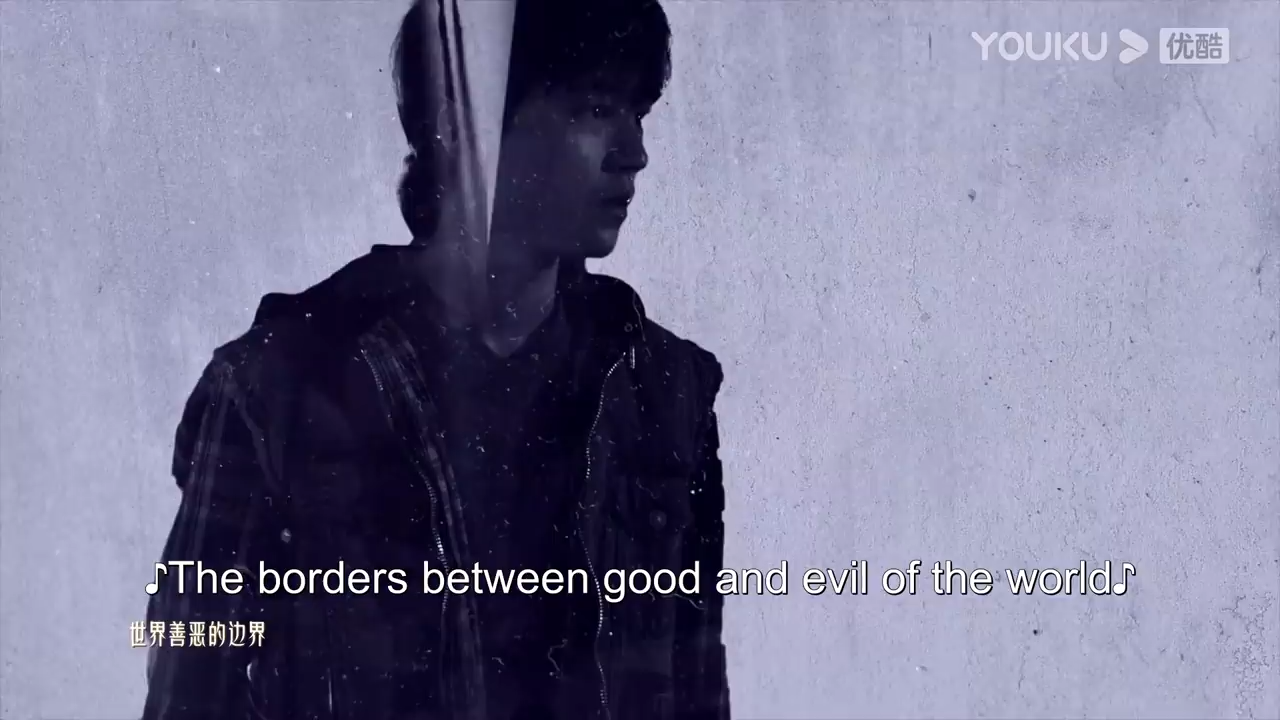 YOUKU 优酷
♪The borders between good and evil of the world♪
世界善恶的边界